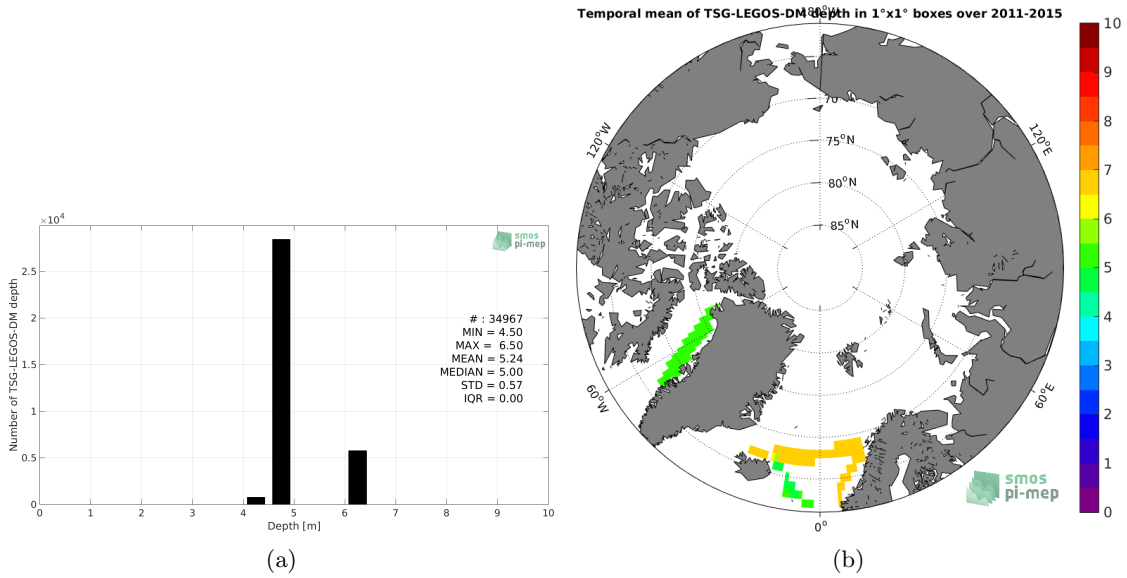 ×10⁴
2.5
2
1.5
1
0.5
0
0 1 2 3 4 5 6 7 8 9 10
Number of TSG-LEGOS-DM depth
Depth [m]
smos
pi-mep
# : 34967
MIN = 4.50
MAX = 6.50
MEAN = 5.24
MEDIAN = 5.00
STD = 0.57
IQR = 0.00
(a)
Temporal mean of TSG-LEGOS-DM depth in 1°x1° boxes over 2011-2015
180°W
120°W
120°E
75°N
80°N
85°N
60°W
60°E
0°
smos
pi-mep
10
9
8
7
6
5
4
3
2
1
0
(b)